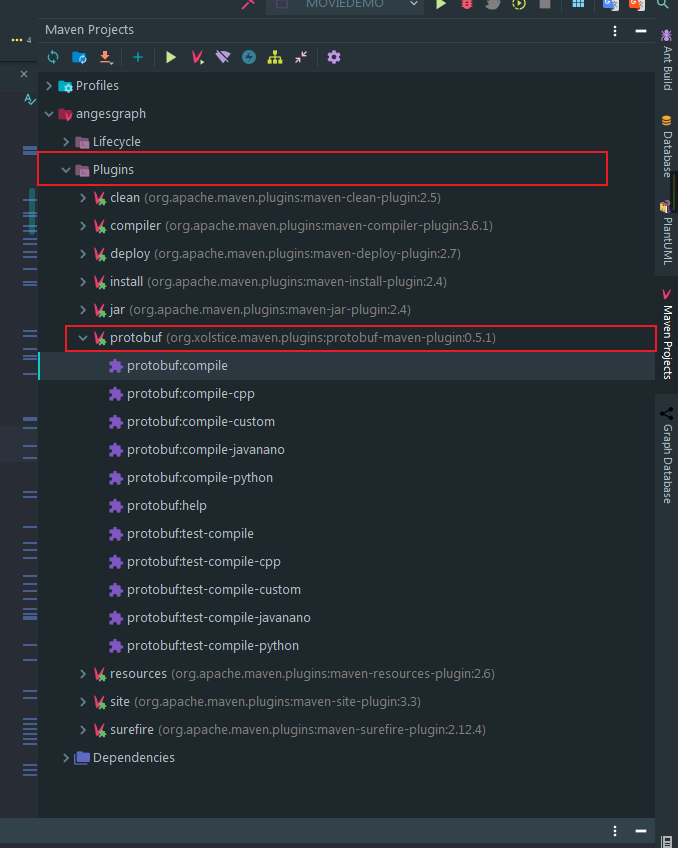 MOVIEDEMO
4
Maven Projects
Profiles
angesgraph
Lifecycle
Plugins
clean (org.apache.maven.plugins:maven-clean-plugin:2.5)
compiler (org.apache.maven.plugins:maven-compiler-plugin:3.6.1)
deploy (org.apache.maven.plugins:maven-deploy-plugin:2.7)
install (org.apache.maven.plugins:maven-install-plugin:2.4)
jar (org.apache.maven.plugins:maven-jar-plugin:2.4)
protobuf (org.xolstice.maven.plugins:protobuf-maven-plugin:0.5.1)
protobuf:compile
protobuf:compile-cpp
protobuf:compile-custom
protobuf:compile-javanano
protobuf:compile-python
protobuf:help
protobuf:test-compile
protobuf:test-compile-cpp
protobuf:test-compile-custom
protobuf:test-compile-javanano
protobuf:test-compile-python
resources (org.apache.maven.plugins:maven-resources-plugin:2.6)
site (org.apache.maven.plugins:maven-site-plugin:3.3)
surefire (org.apache.maven.plugins:maven-surefire-plugin:2.12.4)
Dependencies
Ant Build
Database
PlantUML
Maven Projects
Graph Database